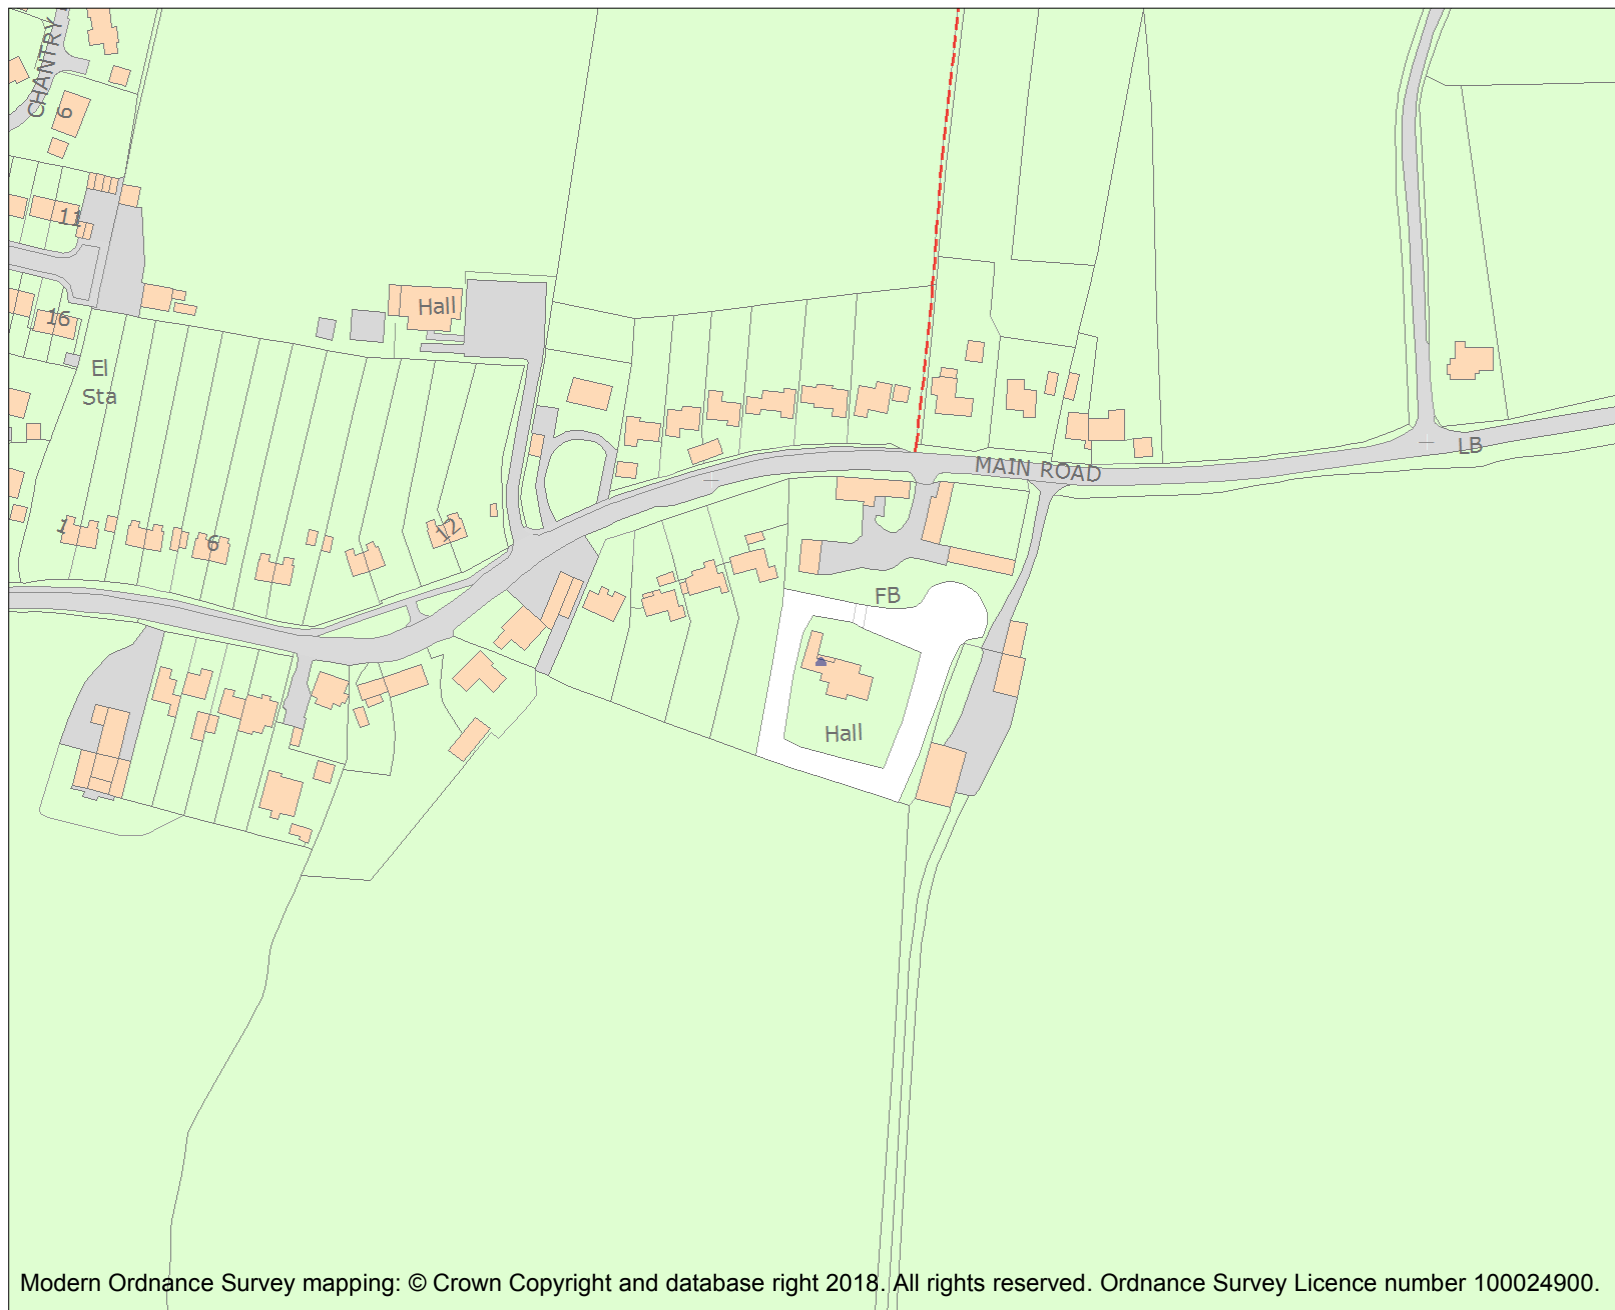 CHANTRY
6
11
16
Hall
El
Sta
MAIN ROAD
LB
1
6
12
FB
Hall
Modern Ordnance Survey mapping: © Crown Copyright and database right 2018. All rights reserved. Ordnance Survey Licence number 100024900.